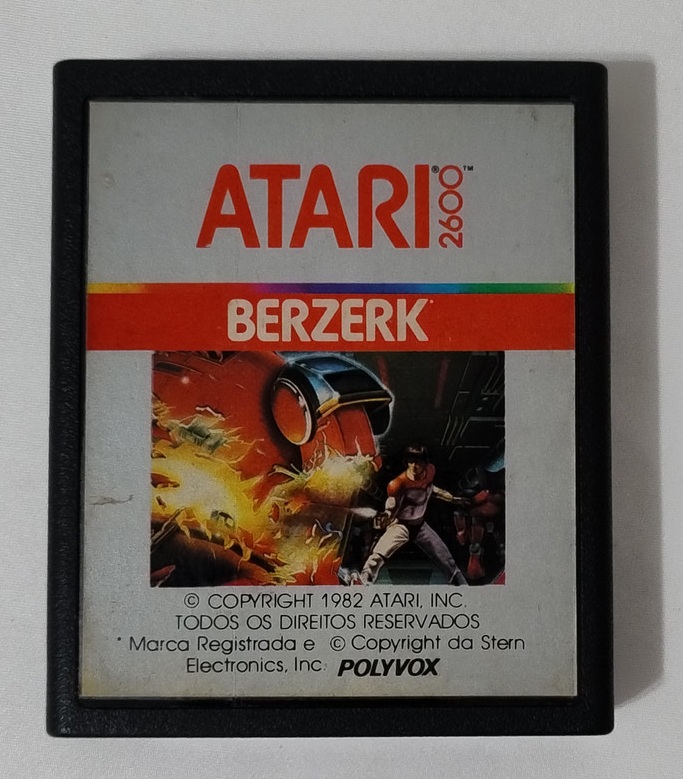 ATARI® 2600™
BERZERK*
© COPYRIGHT 1982 ATARI, INC.
TODOS OS DIREITOS RESERVADOS
* Marca Registrada e © Copyright da Stern
Electronics, Inc. POLYVOX